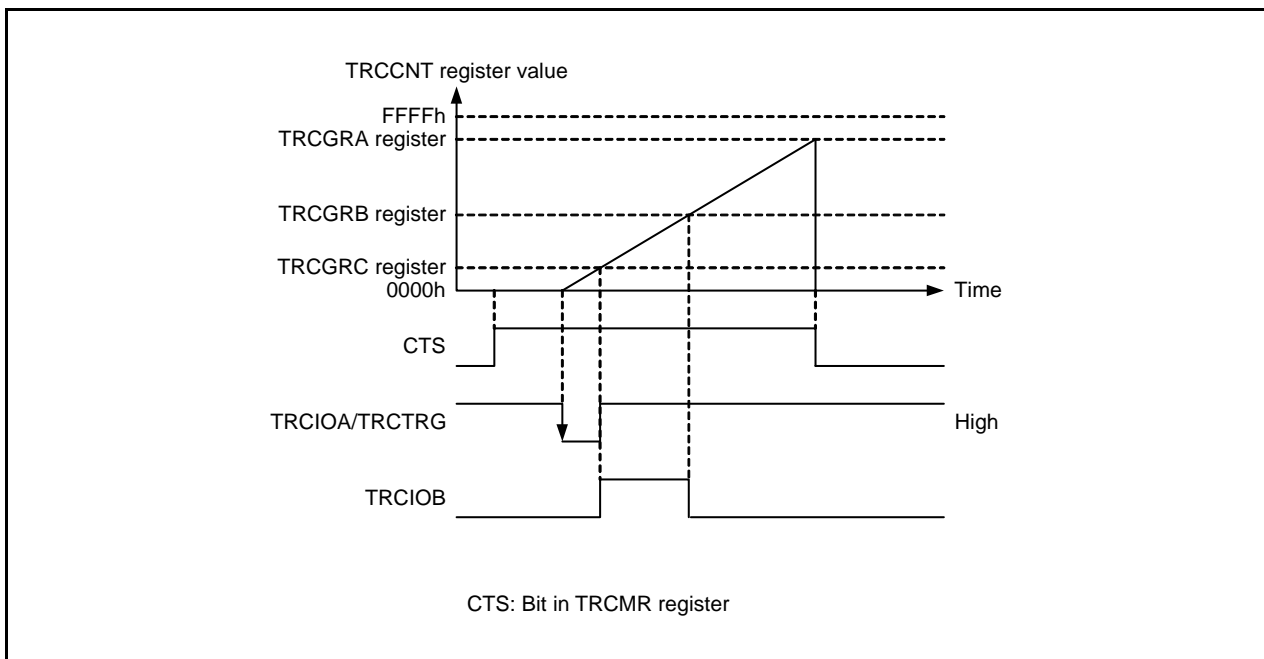 TRCCNT register value
FFFFh
TRCGRA register
TRCGRB register
TRCGRC register
0000h
Time
CTS
TRCIOA/TRCTRG
High
TRCIOB
CTS: Bit in TRCMR register